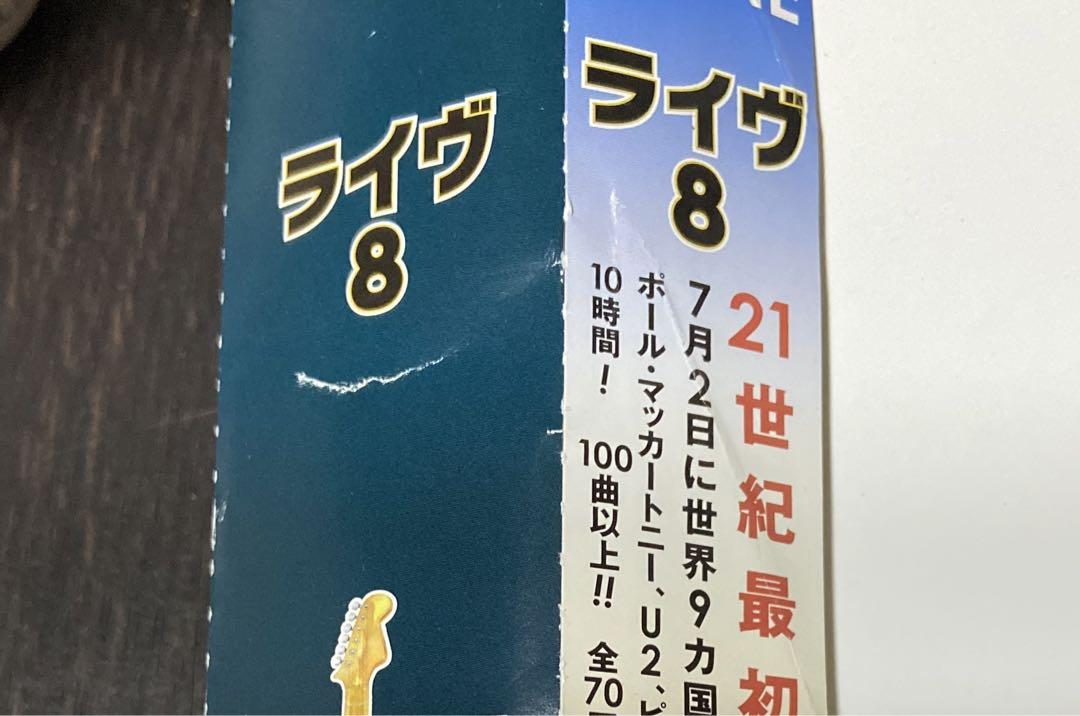 ライヴ
8
ライヴ
8
21世紀最初
7月2日に世界9カ国
ポール・マッカートニー、U2、ピ
10時間！ 100曲以上!! 全70